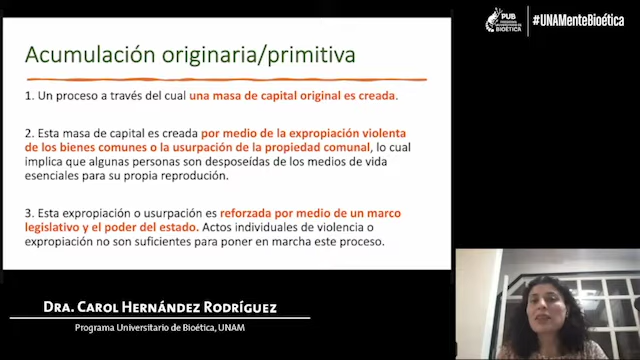 PUB
PROGRAMA
UNIVERSITARIO DE
BIOÉTICA
#UNAMenteBioética
Acumulación originaria/primitiva
1. Un proceso a través del cual una masa de capital original es creada.
2. Esta masa de capital es creada por medio de la expropiación violenta
de los bienes comunes o la usurpación de la propiedad comunal, lo cual
implica que algunas personas son desposeídas de los medios de vida
esenciales para su propia reproducción.
3. Esta expropiación o usurpación es reforzada por medio de un marco
legislativo y el poder del estado. Actos individuales de violencia o
expropiación no son suficientes para poner en marcha este proceso.
Dra. Carol Hernández Rodríguez
Programa Universitario de Bioética, UNAM